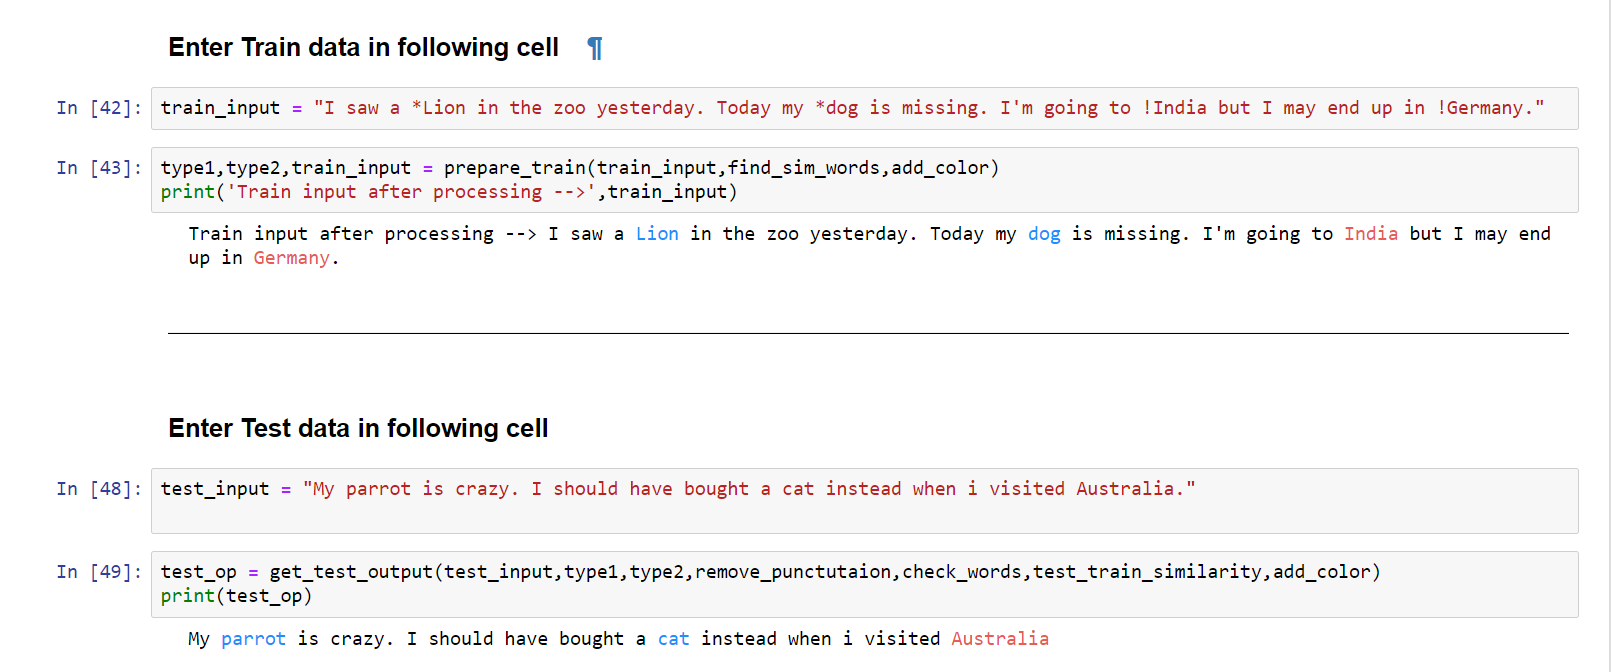 Enter Train data in following cell ¶
In [42]: train_input = "I saw a *Lion in the zoo yesterday. Today my *dog is missing. I'm going to !India but I may end up in !Germany."
In [43]: type1,type2,train_input = prepare_train(train_input,find_sim_words,add_color)
print('Train input after processing -->',train_input)
Train input after processing --> I saw a Lion in the zoo yesterday. Today my dog is missing. I'm going to India but I may end
up in Germany.
Enter Test data in following cell
In [48]: test_input = "My parrot is crazy. I should have bought a cat instead when i visited Australia."
In [49]: test_op = get_test_output(test_input,type1,type2,remove_punctutaion,check_words,test_train_similarity,add_color)
print(test_op)
My parrot is crazy. I should have bought a cat instead when i visited Australia